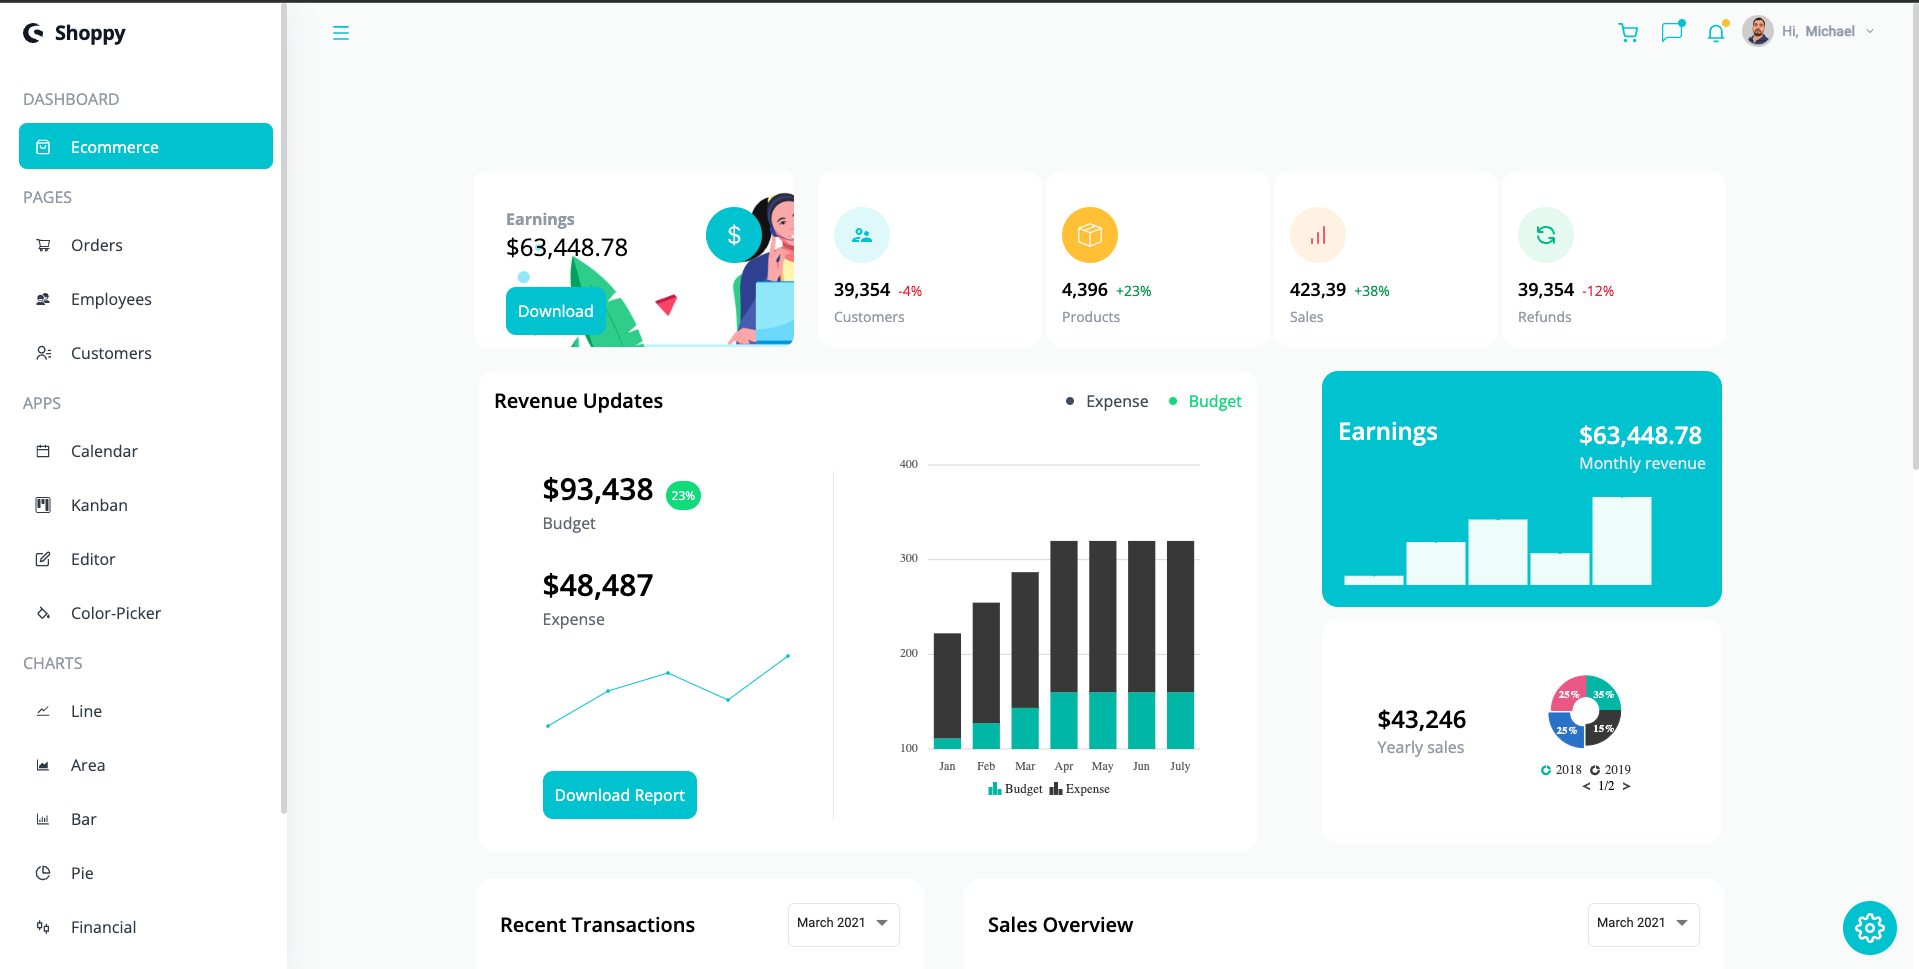 Shoppy
Hi, Michael
DASHBOARD
Ecommerce
PAGES
Orders
Employees
Customers
APPS
Calendar
Kanban
Editor
Color-Picker
CHARTS
Line
Area
Bar
Pie
Financial
Earnings
$63,448.78
$
Download
39,354 -4%
Customers
4,396 +23%
Products
423,39 +38%
Sales
39,354 -12%
Refunds
Revenue Updates
Expense
Budget
$93,438 23%
Budget
$48,487
Expense
Download Report
400
300
200
100
Jan Feb Mar Apr May Jun July
Budget Expense
Earnings
$63,448.78
Monthly revenue
$43,246
Yearly sales
25% 35%
25% 15%
2018 2019
< 1/2 >
Recent Transactions
March 2021
Sales Overview
March 2021